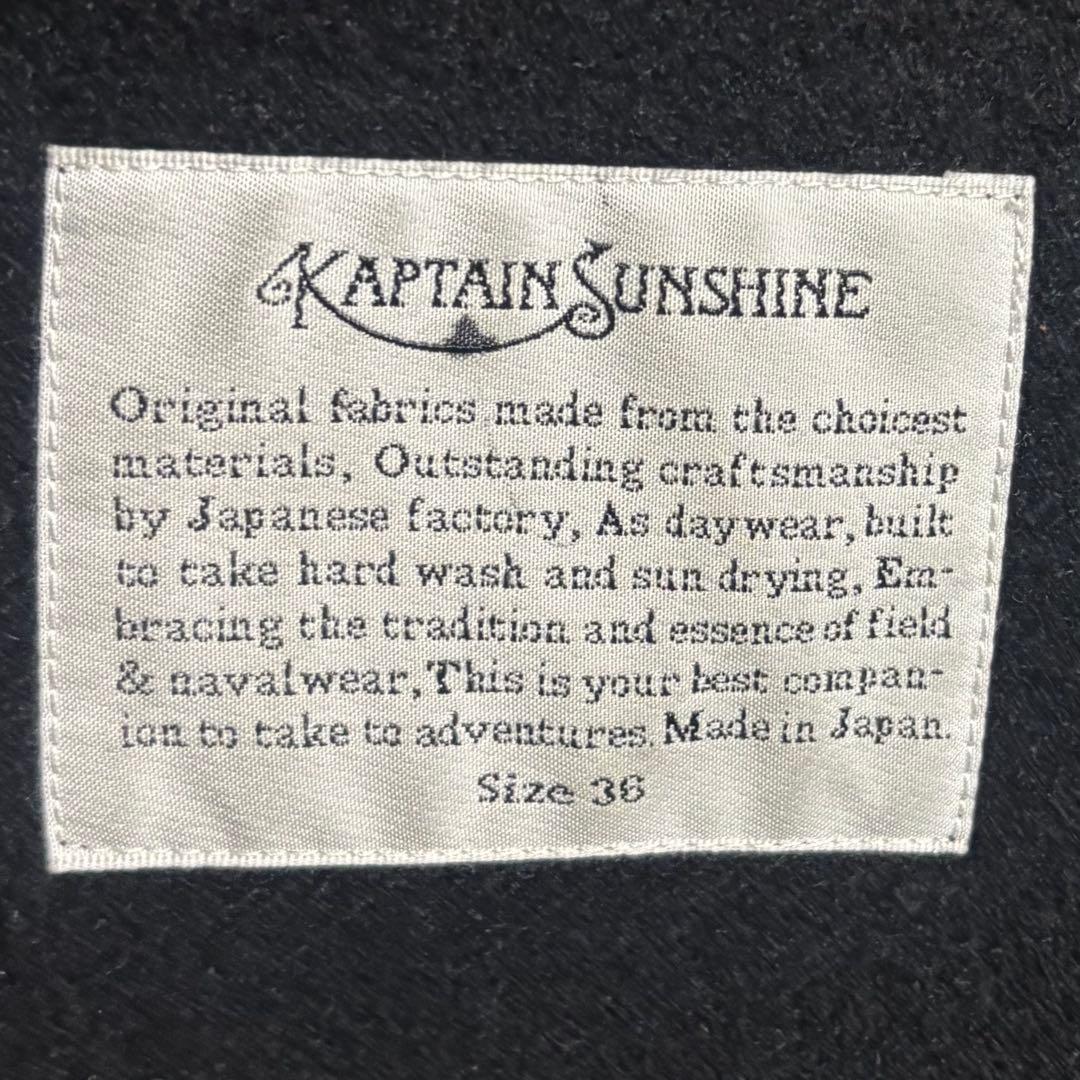 KAPTAIN SUNSHINE
Original fabrics made from the choicest
materials, Outstanding craftsmanship
by Japanese factory, As daywear, built
to take hard wash and sun drying, Em-
bracing the tradition and essence of field
& navalwear, This is your best compan-
ion to take to adventures. Made in Japan.
Size 36